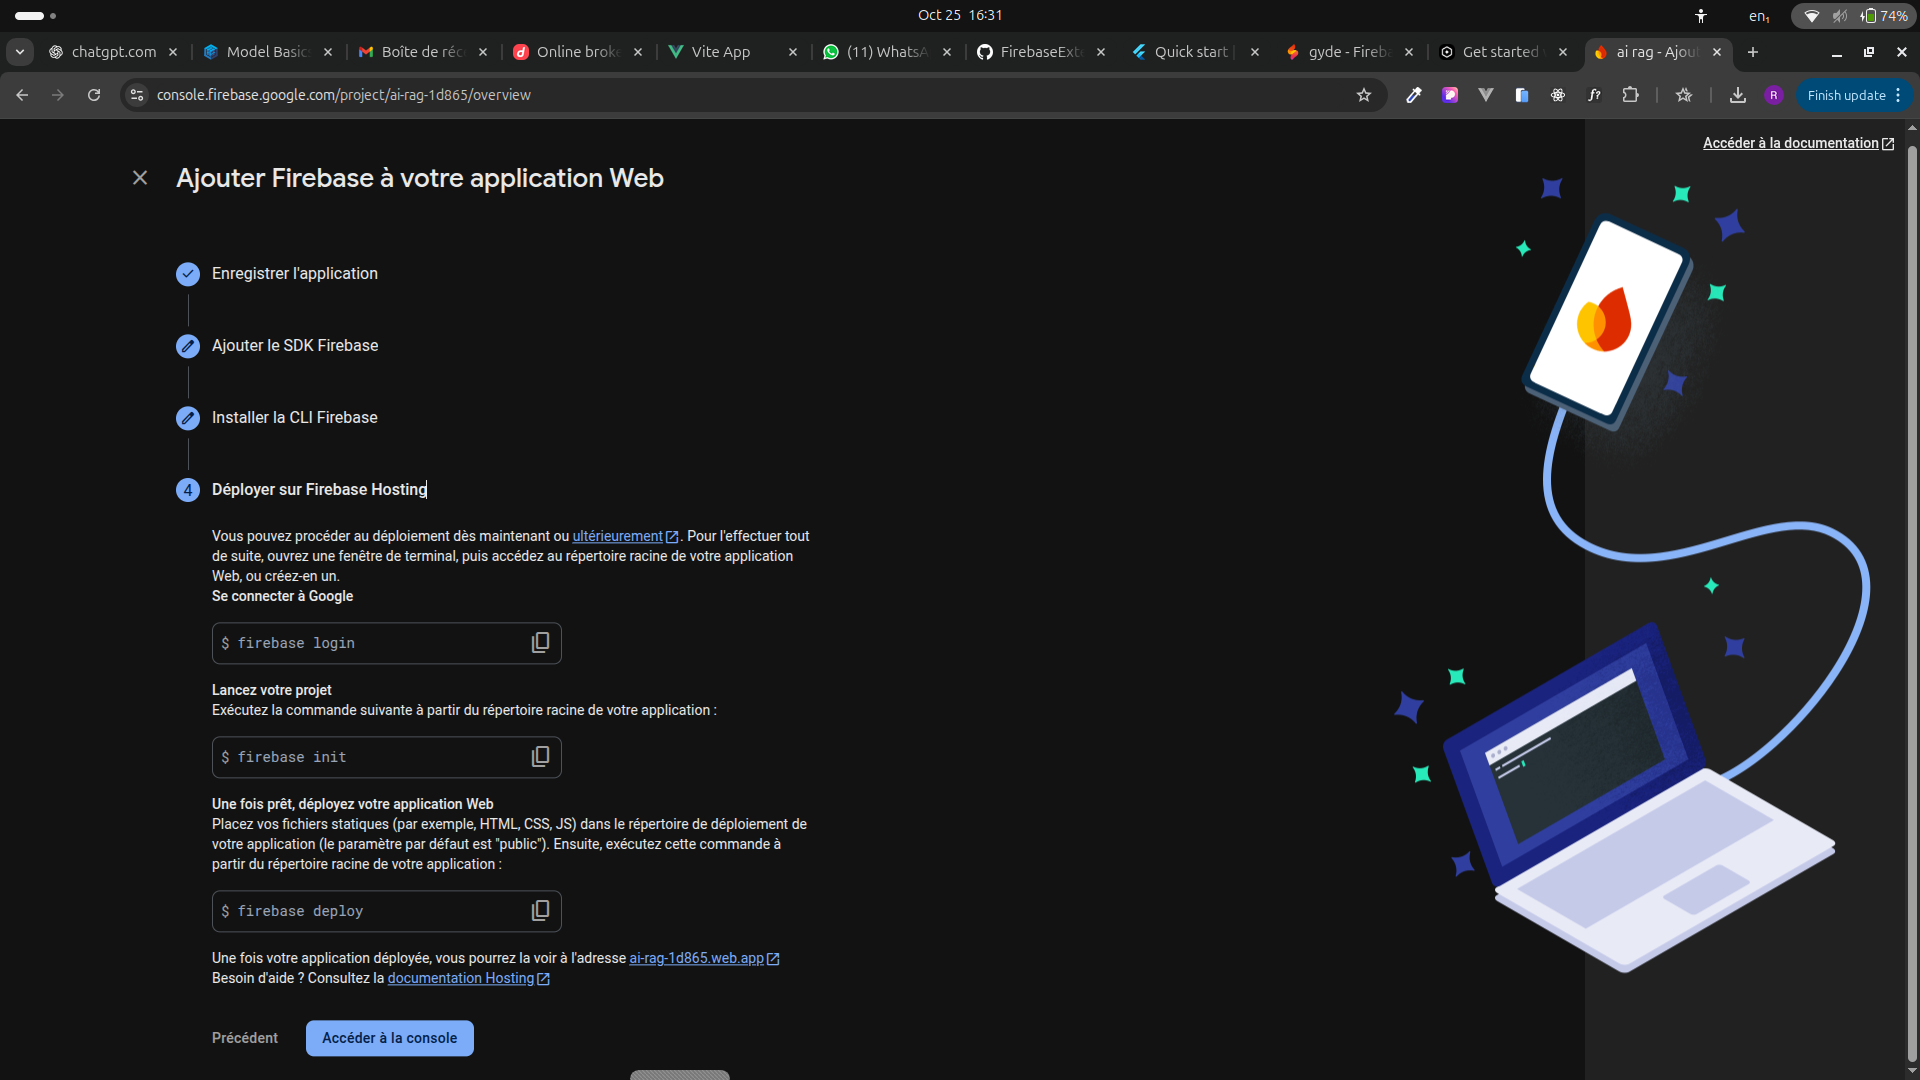 Oct 25 16:31
en₁
74%
chatgpt.com
Model Basic
Boîte de réc
Online broke
Vite App
(11) WhatsA
FirebaseExt
Quick start
gyde - Fireba
Get started
ai rag - Ajou
console.firebase.google.com/project/ai-rag-1d865/overview
f?
R
Finish update
Accéder à la documentation
Ajouter Firebase à votre application Web
Enregistrer l'application
Ajouter le SDK Firebase
Installer la CLI Firebase
4
Déployer sur Firebase Hosting
Vous pouvez procéder au déploiement dès maintenant ou ultérieurement. Pour l'effectuer tout
de suite, ouvrez une fenêtre de terminal, puis accédez au répertoire racine de votre application
Web, ou créez-en un.
Se connecter à Google
$ firebase login
Lancez votre projet
Exécutez la commande suivante à partir du répertoire racine de votre application :
$ firebase init
Une fois prêt, déployez votre application Web
Placez vos fichiers statiques (par exemple, HTML, CSS, JS) dans le répertoire de déploiement de
votre application (le paramètre par défaut est "public"). Ensuite, exécutez cette commande à
partir du répertoire racine de votre application :
$ firebase deploy
Une fois votre application déployée, vous pourrez la voir à l'adresse ai-rag-1d865.web.app
Besoin d'aide ? Consultez la documentation Hosting
Précédent
Accéder à la console